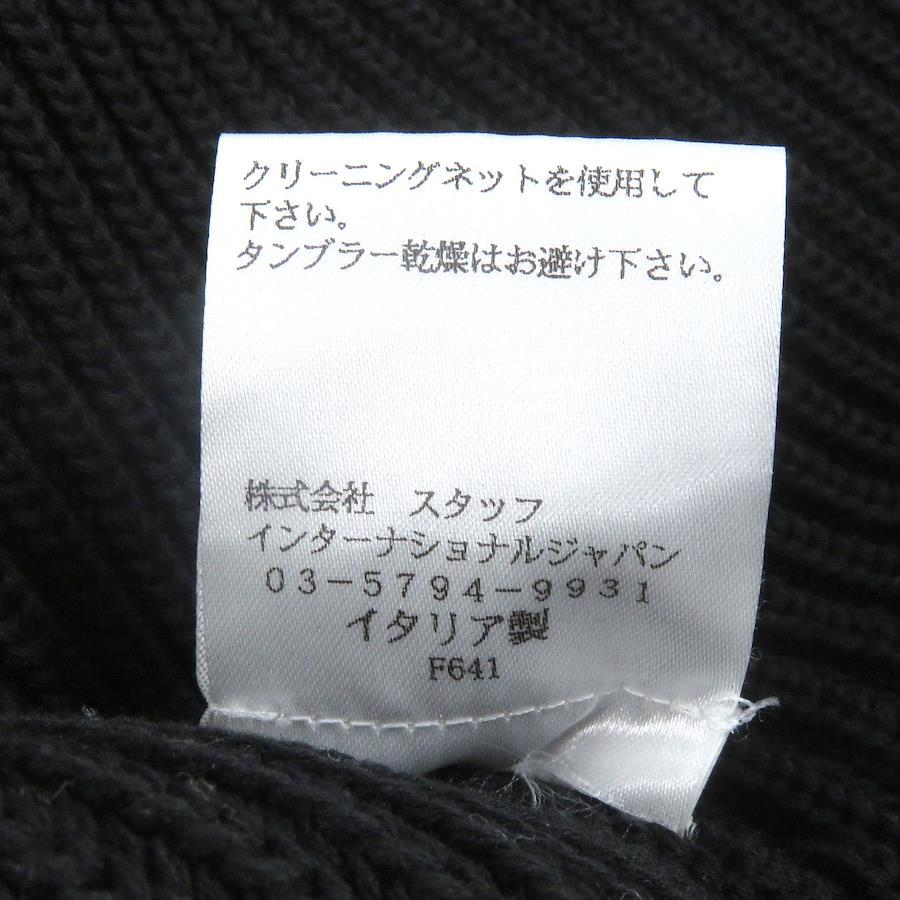 クリーニングネットを使用して
下さい。
タンブラー乾燥はお避け下さい。
株式会社　スタッフ
インターナショナルジャパン
03-5794-9931
イタリア製
F641